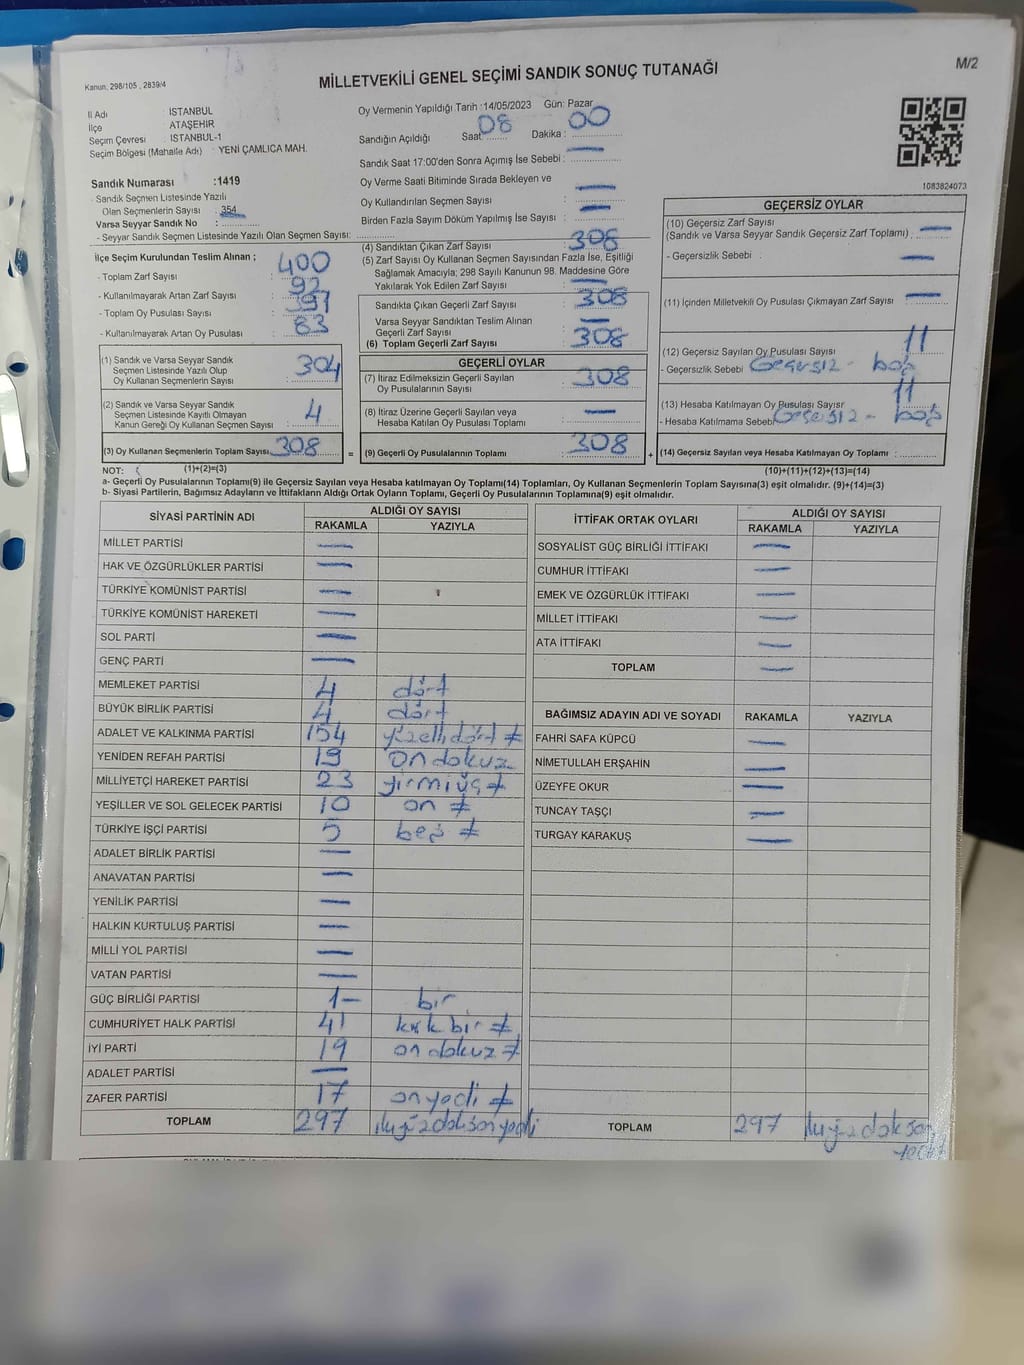 Kanun: 298/105 , 2839/4
MİLLETVEKİLİ GENEL SEÇİMİ SANDIK SONUÇ TUTANAĞI
M/2
İl Adı : İSTANBUL
İlçe : ATAŞEHİR
Seçim Çevresi : İSTANBUL-1
Seçim Bölgesi (Mahalle Adı) : YENİ ÇAMLICA MAH.
Sandık Numarası :1419
- Sandık Seçmen Listesinde Yazılı
Olan Seçmenlerin Sayısı : 354
Varsa Seyyar Sandık No :
- Seyyar Sandık Seçmen Listesinde Yazılı Olan Seçmen Sayısı:
Oy Vermenin Yapıldığı Tarih :14/05/2023 Gün: Pazar
Sandığın Açıldığı Saat: 08 Dakika : 00
Sandık Saat 17:00'den Sonra Açımış İse Sebebi : —
Oy Verme Saati Bitiminde Sırada Bekleyen ve
Oy Kullandırılan Seçmen Sayısı : —
Birden Fazla Sayım Döküm Yapılmış İse Sayısı : —
1083824073
İlçe Seçim Kurulundan Teslim Alınan ;
- Toplam Zarf Sayısı : 400
- Kullanılmayarak Artan Zarf Sayısı : 92
- Toplam Oy Pusulası Sayısı :
- Kullanılmayarak Artan Oy Pusulası : 83
(1) Sandık ve Varsa Seyyar Sandık
Seçmen Listesinde Yazılı Olup
Oy Kullanan Seçmenlerin Sayısı : 304
(2) Sandık ve Varsa Seyyar Sandık
Seçmen Listesinde Kayıtlı Olmayan
Kanun Gereği Oy Kullanan Seçmen Sayısı : 4
(3) Oy Kullanan Seçmenlerin Toplam Sayısı : 308 =
(4) Sandıktan Çıkan Zarf Sayısı : 308
(5) Zarf Sayısı Oy Kullanan Seçmen Sayısından Fazla İse, Eşitliği
Sağlamak Amacıyla; 298 Sayılı Kanunun 98. Maddesine Göre
Yakılarak Yok Edilen Zarf Sayısı : —
Sandıkta Çıkan Geçerli Zarf Sayısı : 308
Varsa Seyyar Sandıktan Teslim Alınan
Geçerli Zarf Sayısı : —
(6) Toplam Geçerli Zarf Sayısı : 308
GEÇERLİ OYLAR
(7) İtiraz Edilmeksizin Geçerli Sayılan
Oy Pusulalarının Sayısı : 308
(8) İtiraz Üzerine Geçerli Sayılan veya
Hesaba Katılan Oy Pusulası Toplamı : —
(9) Geçerli Oy Pusulalarının Toplamı : 308 +
GEÇERSİZ OYLAR
(10) Geçersiz Zarf Sayısı
(Sandık ve Varsa Seyyar Sandık Geçersiz Zarf Toplamı) : —
- Geçersizlik Sebebi : —
(11) İçinden Milletvekili Oy Pusulası Çıkmayan Zarf Sayısı : —
(12) Geçersiz Sayılan Oy Pusulası Sayısı : 11
- Geçersizlik Sebebi : Geçersiz - boş
(13) Hesaba Katılmayan Oy Pusulası Sayısı : 11
- Hesaba Katılmama Sebebi : Geçersiz - boş
(14) Geçersiz Sayılan veya Hesaba Katılmayan Oy Toplamı :
NOT: (1)+(2)=(3)
(10)+(11)+(12)+(13)=(14)
a- Geçerli Oy Pusulalarının Toplamı(9) ile Geçersiz Sayılan veya Hesaba katılmayan Oy Toplamı(14) Toplamları, Oy Kullanan Seçmenlerin Toplam Sayısına(3) eşit olmalıdır. (9)+(14)=(3)
b- Siyasi Partilerin, Bağımsız Adayların ve İttifakların Aldığı Ortak Oyların Toplamı, Geçerli Oy Pusulalarının Toplamına(9) eşit olmalıdır.
SİYASİ PARTİNİN ADI ALDIĞI OY SAYISI
RAKAMLA YAZIYLA
MİLLET PARTİSİ —
HAK VE ÖZGÜRLÜKLER PARTİSİ —
TÜRKİYE KOMÜNİST PARTİSİ —
TÜRKİYE KOMÜNİST HAREKETİ —
SOL PARTİ —
GENÇ PARTİ —
MEMLEKET PARTİSİ 4 dört
BÜYÜK BİRLİK PARTİSİ 4 dört
ADALET VE KALKINMA PARTİSİ 154 yüzellidört ≠
YENİDEN REFAH PARTİSİ 19 on dokuz
MİLLİYETÇİ HAREKET PARTİSİ 23 yirmiüç ≠
YEŞİLLER VE SOL GELECEK PARTİSİ 10 on ≠
TÜRKİYE İŞÇİ PARTİSİ 5 beş ≠
ADALET BİRLİK PARTİSİ —
ANAVATAN PARTİSİ —
YENİLİK PARTİSİ —
HALKIN KURTULUŞ PARTİSİ —
MİLLİ YOL PARTİSİ —
VATAN PARTİSİ —
GÜÇ BİRLİĞİ PARTİSİ 1— bir
CUMHURİYET HALK PARTİSİ 41 kırk bir ≠
İYİ PARTİ 19 on dokuz ≠
ADALET PARTİSİ —
ZAFER PARTİSİ 17 on yedi ≠
TOPLAM 297 ikiyüzdoksanyedi
İTTİFAK ORTAK OYLARI ALDIĞI OY SAYISI
RAKAMLA YAZIYLA
SOSYALİST GÜÇ BİRLİĞİ İTTİFAKI —
CUMHUR İTTİFAKI —
EMEK VE ÖZGÜRLÜK İTTİFAKI —
MİLLET İTTİFAKI —
ATA İTTİFAKI —
TOPLAM —
BAĞIMSIZ ADAYIN ADI VE SOYADI RAKAMLA YAZIYLA
FAHRİ SAFA KÜPCÜ —
NİMETULLAH ERŞAHİN —
ÜZEYFE OKUR —
TUNCAY TAŞÇI —
TURGAY KARAKUŞ —
TOPLAM 297 ikiyüzdoksan
yedi